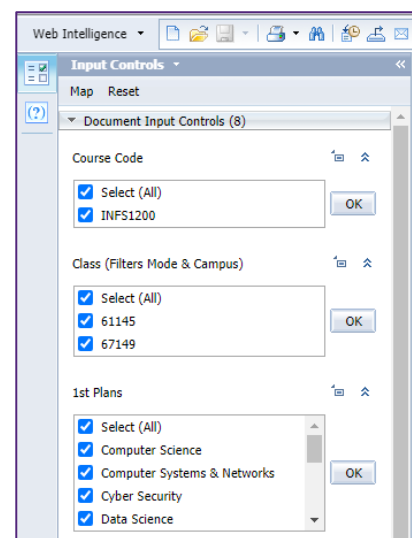 Web Intelligence
Input Controls
Map Reset
Document Input Controls (8)
Course Code
Select (All)
INFS1200
OK
Class (Filters Mode & Campus)
Select (All)
61145
67149
OK
1st Plans
Select (All)
Computer Science
Computer Systems & Networks
Cyber Security
Data Science
OK